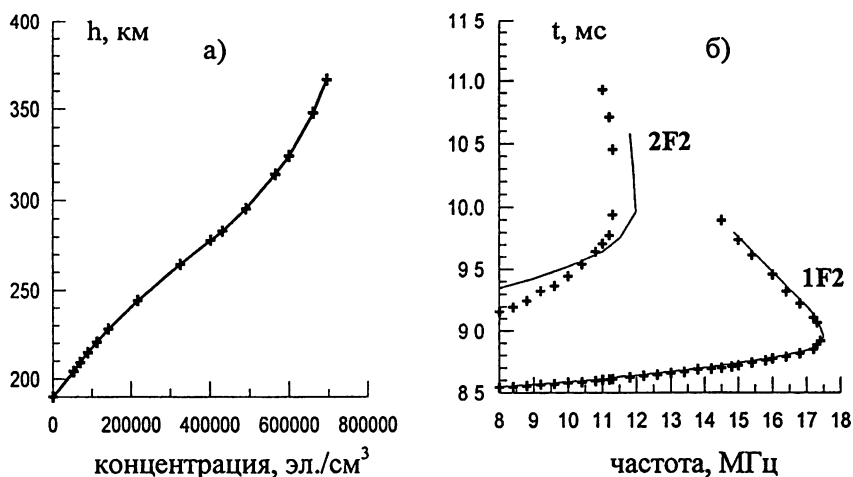 h, км
а)
400
350
300
250
200
0 200000 400000 600000 800000
концентрация, эл./см³
t, мс
б)
11 5
11.0
10 5
10.0
9 5
9 0
8 5
2F2
1F2
8 9 10 11 12 13 14 15 16 17 18
частота, МГц